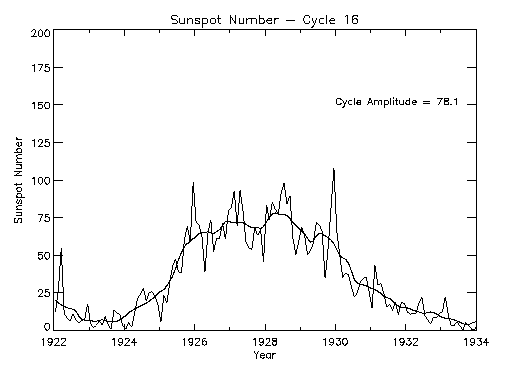 Sunspot Number – Cycle 16
200
175
Cycle Amplitude = 78.1
150
125
100
75
50
25
0
Sunspot Number
1922 1924 1926 1928 1930 1932 1934
Year